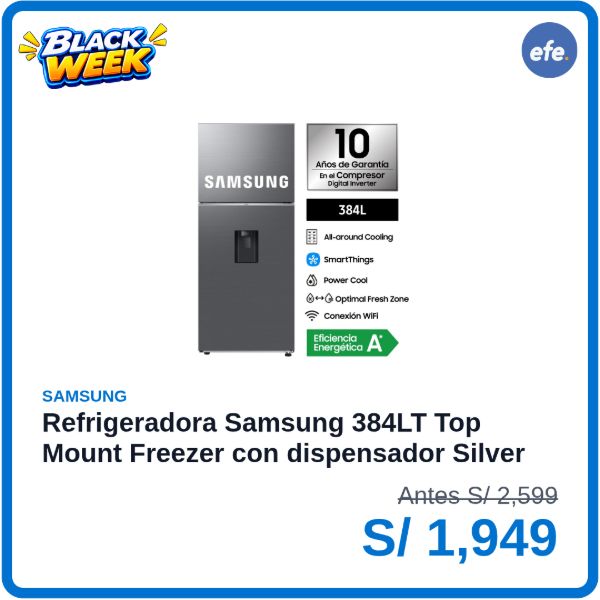 BLACK
WEEK
efe.
SAMSUNG
10
Años de Garantía
En el Compresor
Digital Inverter
384L
All-around Cooling
SmartThings
Power Cool
Optimal Fresh Zone
Conexión WiFi
Eficiencia
Energética A*
SAMSUNG
Refrigeradora Samsung 384LT Top
Mount Freezer con dispensador Silver
Antes S/ 2,599
S/ 1,949